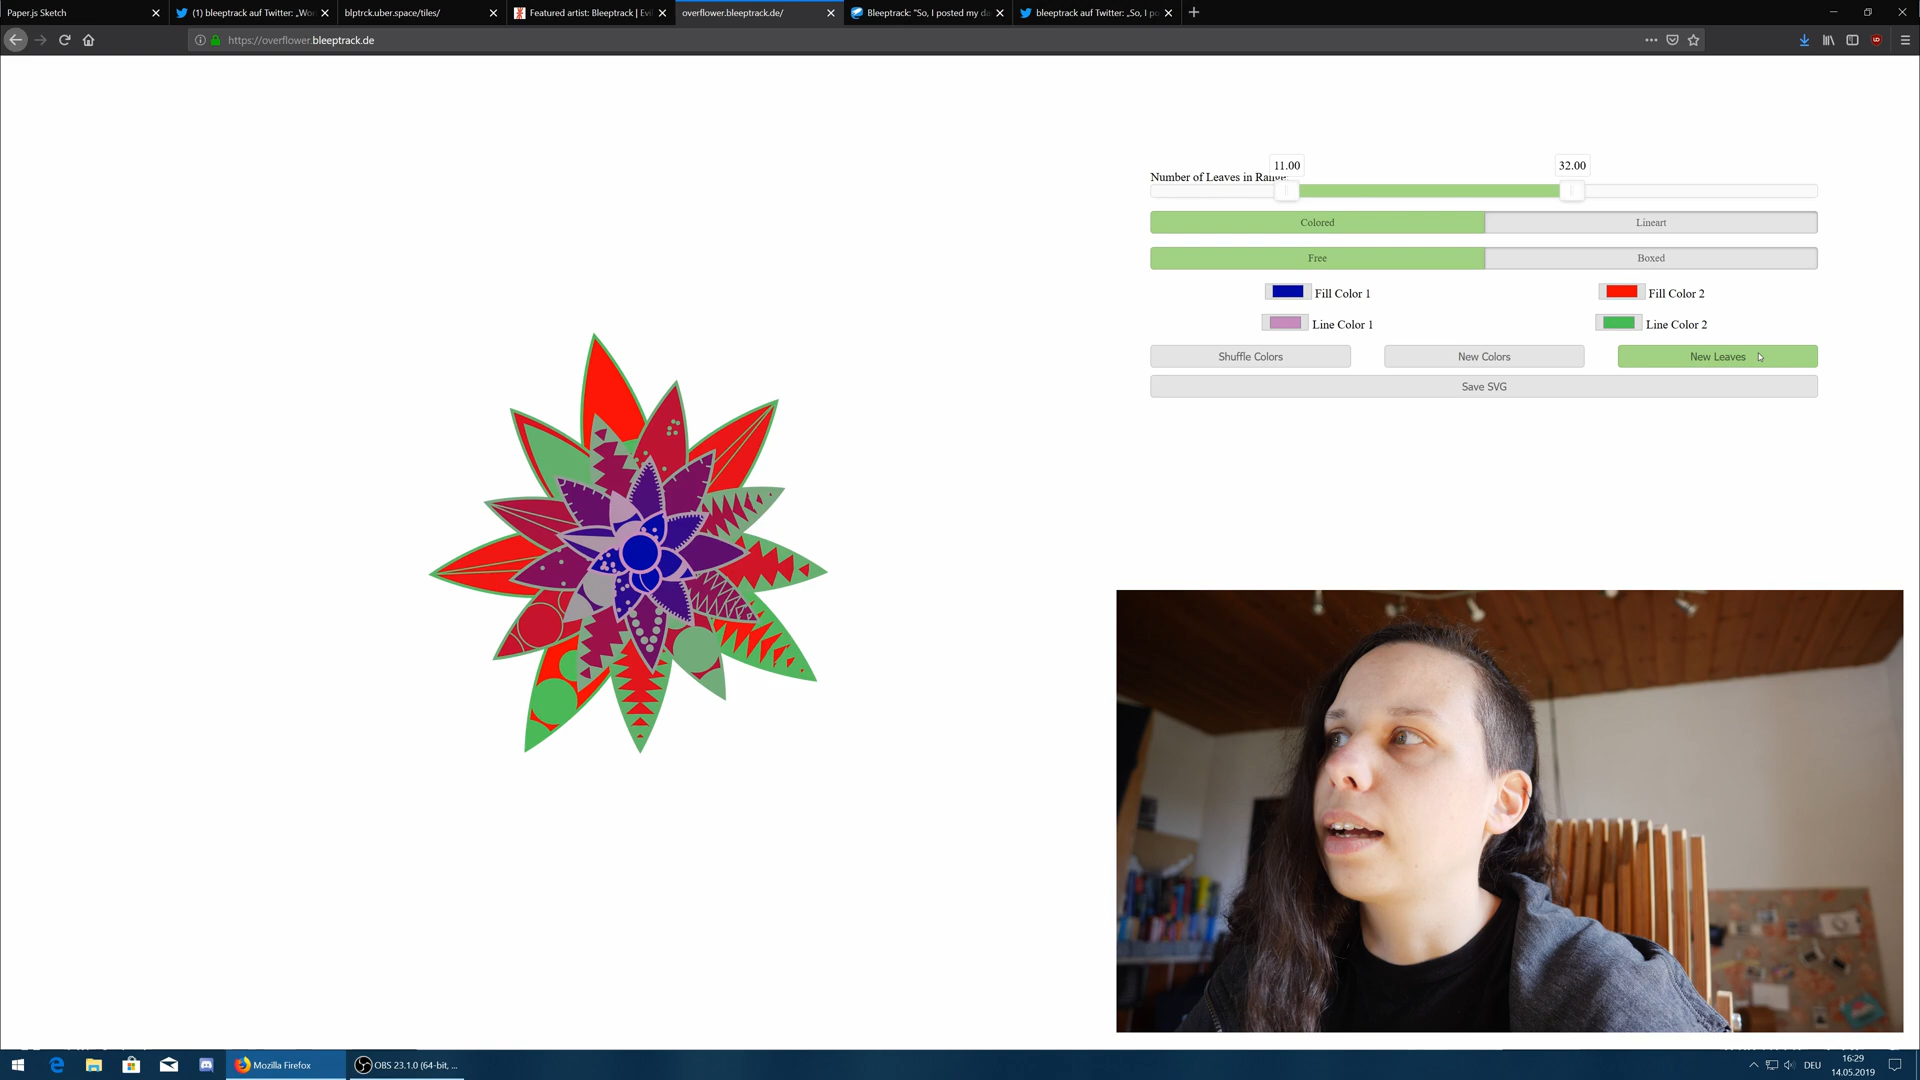 Paper.js Sketch
(1) bleeptrack auf Twitter: „Wor
blptrck.uber.space/tiles/
Featured artist: Bleeptrack | Evil
overflower.bleeptrack.de/
Bleeptrack: "So, I posted my da
bleeptrack auf Twitter: „So, I po
https://overflower.bleeptrack.de
11.00
32.00
Number of Leaves in Range
Colored
Lineart
Free
Boxed
Fill Color 1
Fill Color 2
Line Color 1
Line Color 2
Shuffle Colors
New Colors
New Leaves
Save SVG
Mozilla Firefox
OBS 23.1.0 (64-bit, ...
DEU
16:29
14.05.2019